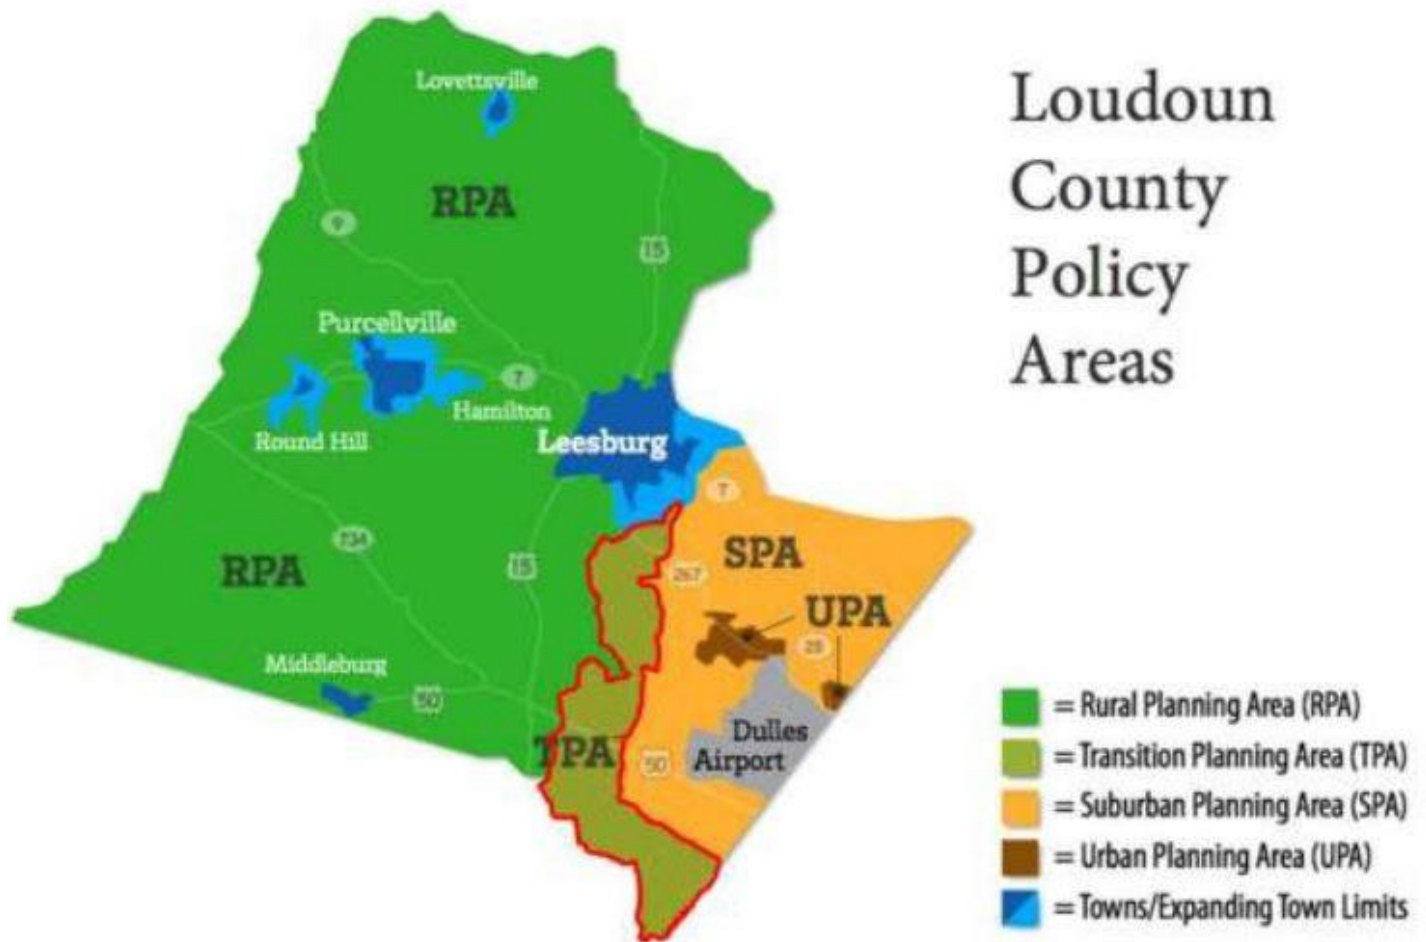 Loudoun
County
Policy
Areas
Lovettsville
RPA
9
15
Purcellville
7
Hamilton
Round Hill
Leesburg
7
734
RPA
15
SPA
267
UPA
28
Middleburg
50
TPA
50
Dulles
Airport
= Rural Planning Area (RPA)
= Transition Planning Area (TPA)
= Suburban Planning Area (SPA)
= Urban Planning Area (UPA)
= Towns/Expanding Town Limits